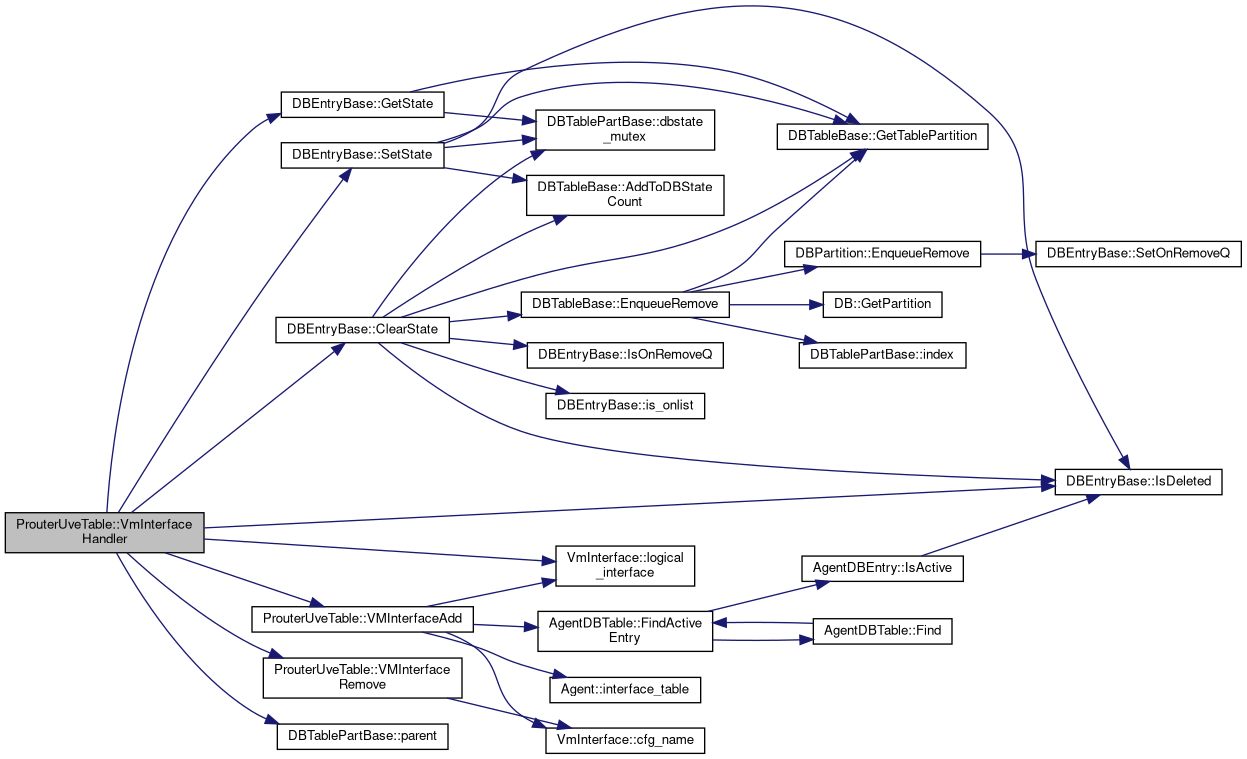 DBEntryBase::GetState
DBTablePartBase::dbstate
_mutex
DBTableBase::GetTablePartition
DBEntryBase::SetState
DBTableBase::AddToDBState
Count
DBPartition::EnqueueRemove
DBEntryBase::SetOnRemoveQ
DBTableBase::EnqueueRemove
DB::GetPartition
DBEntryBase::ClearState
DBEntryBase::IsOnRemoveQ
DBTablePartBase::index
DBEntryBase::is_onlist
DBEntryBase::IsDeleted
ProuterUveTable::VmInterface
Handler
VmInterface::logical
_interface
AgentDBEntry::IsActive
ProuterUveTable::VMInterfaceAdd
AgentDBTable::FindActive
Entry
AgentDBTable::Find
ProuterUveTable::VMInterface
Remove
Agent::interface_table
DBTablePartBase::parent
VmInterface::cfg_name